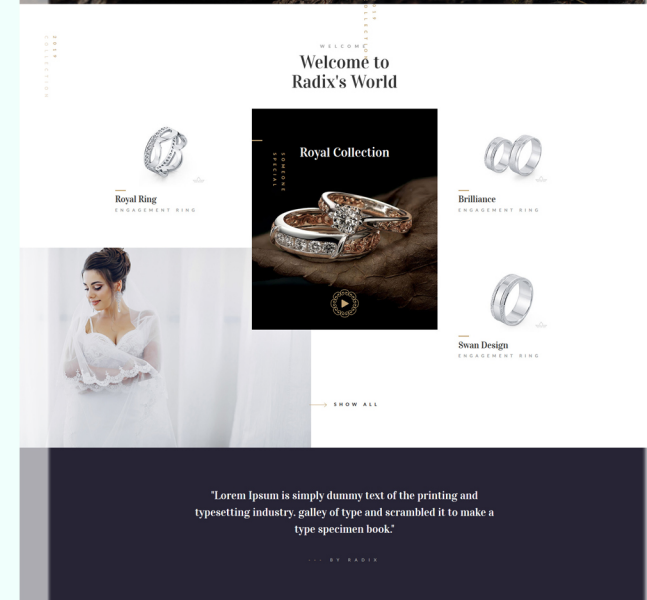 WELCOME
Welcome to
Radix's World
2019
COLLECTION
Royal Collection
SOMEONE
SPECIAL
Royal Ring
ENGAGEMENT RING
Brilliance
ENGAGEMENT RING
Swan Design
ENGAGEMENT RING
SHOW ALL
"Lorem Ipsum is simply dummy text of the printing and
typesetting industry. galley of type and scrambled it to make a
type specimen book."
--- BY RADIX